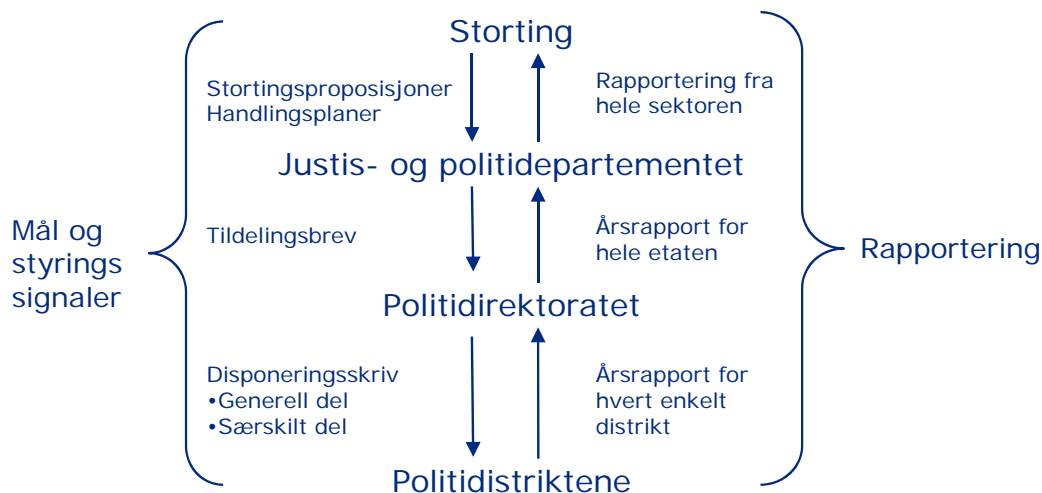 Storting
Stortingsproposisjoner
Handlingsplaner
Rapportering fra
hele sektoren
Justis- og politidepartementet
Mål og
styrings
signaler
Tildelingsbrev
Årsrapport for
hele etaten
Rapportering
Politidirektoratet
Disponeringsskriv
•Generell del
•Særskilt del
Årsrapport for
hvert enkelt
distrikt
Politidistriktene